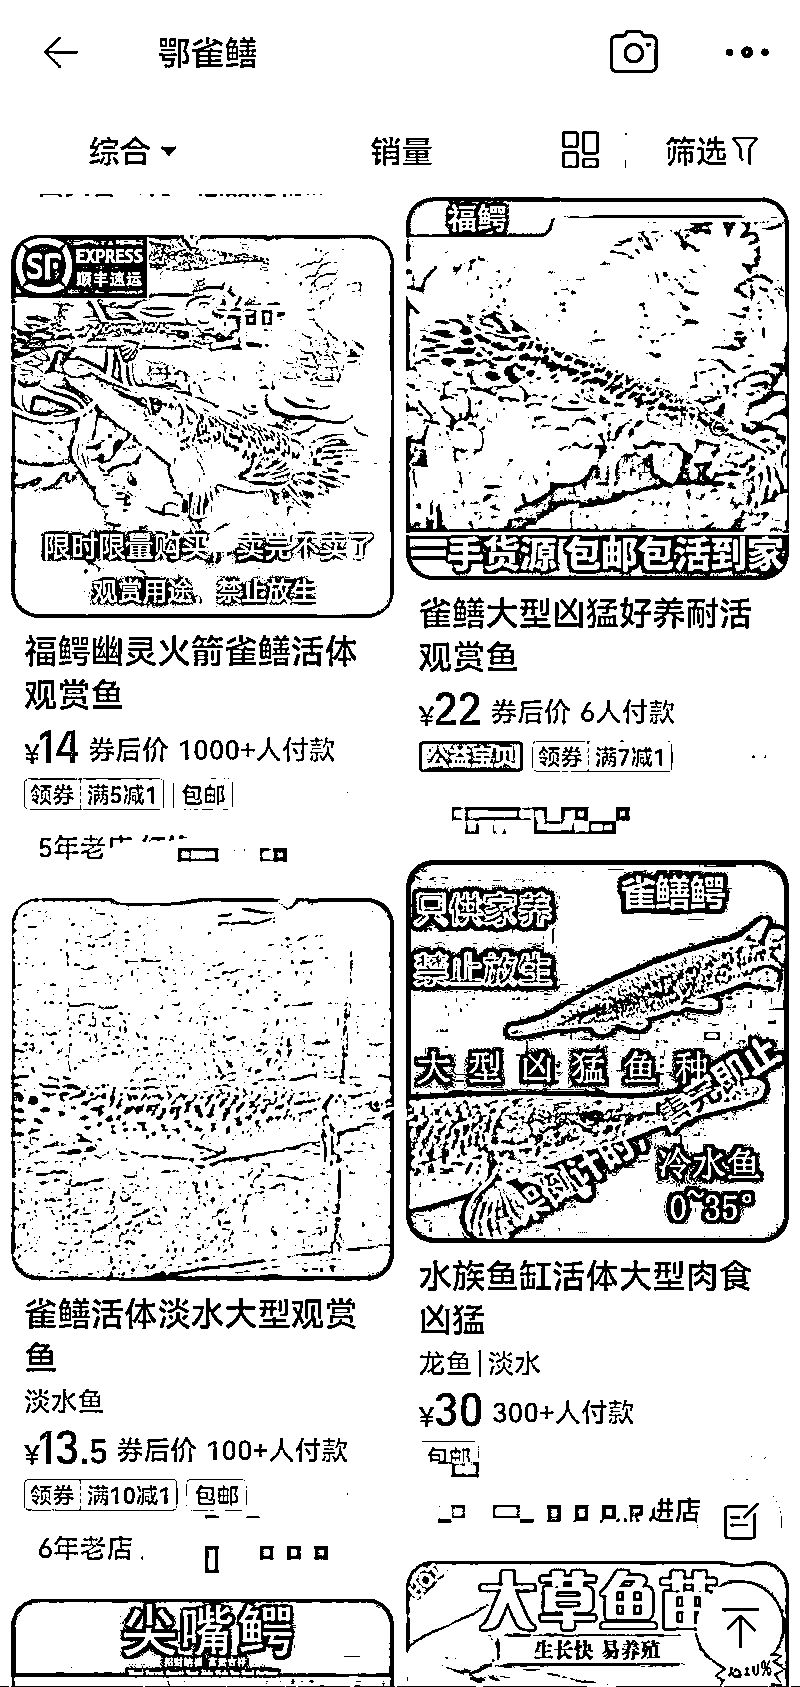 鄂雀鳝
综合
销量
筛选
SF EXPRESS
顺丰速运
限时限量购买，卖完不卖了
观赏用途、禁止放生
福鳄幽灵火箭雀鳝活体
观赏鱼
¥14 券后价 1000+人付款
领券 满5减1 包邮
5年老店
福鳄
一手货源 包邮包活到家
雀鳝大型凶猛好养耐活
观赏鱼
¥22 券后价 6人付款
公益宝贝 领券 满7减1
雀鳝活体淡水大型观赏
鱼
淡水鱼
¥13.5 券后价 100+人付款
领券 满10减1 包邮
6年老店
只供家养
禁止放生
雀鳝鳄
大型凶猛鱼种
售完即止
冷水鱼
0~35°
水族鱼缸活体大型肉食
凶猛
龙鱼 淡水
¥30 300+人付款
包邮
进店
尖嘴鳄
HOT
大草鱼苗
生长快 易养殖